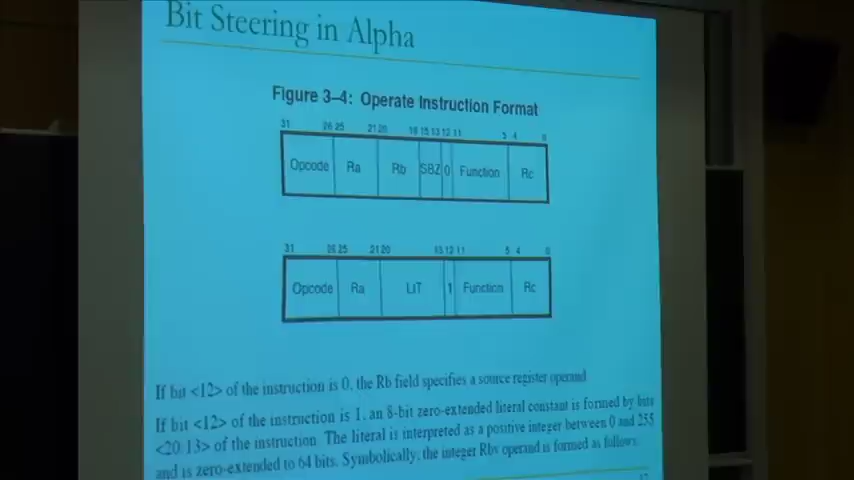 Bit Steering in Alpha
Figure 3–4: Operate Instruction Format
31 26 25 21 20 16 15 13 12 11 5 4 0
Opcode Ra Rb SBZ 0 Function Rc
31 26 25 21 20 13 12 11 5 4 0
Opcode Ra LIT 1 Function Rc
If bit <12> of the instruction is 0, the Rb field specifies a source register operand
If bit <12> of the instruction is 1, an 8-bit zero-extended literal constant is formed by bits
<20:13> of the instruction. The literal is interpreted as a positive integer between 0 and 255
and is zero-extended to 64 bits. Symbolically, the integer Rbv operand is formed as follows: